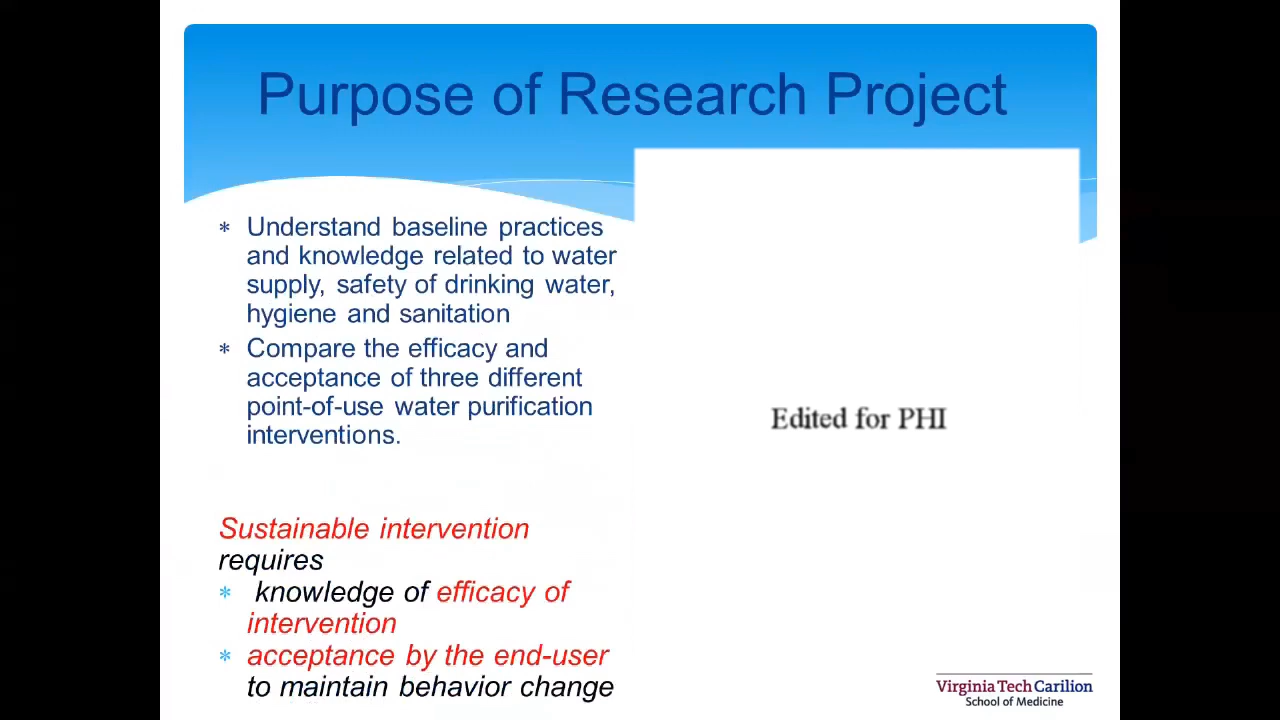 Purpose of Research Project
* Understand baseline practices
and knowledge related to water
supply, safety of drinking water,
hygiene and sanitation
* Compare the efficacy and
acceptance of three different
point-of-use water purification
interventions.
Sustainable intervention
requires
* knowledge of efficacy of
intervention
* acceptance by the end-user
to maintain behavior change
Edited for PHI
Virginia Tech Carilion
School of Medicine